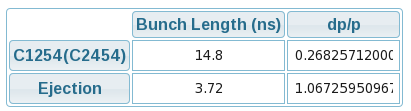 Bunch Length (ns) dp/p
C1254(C2454) 14.8 0.26825712000
Ejection 3.72 1.06725950967